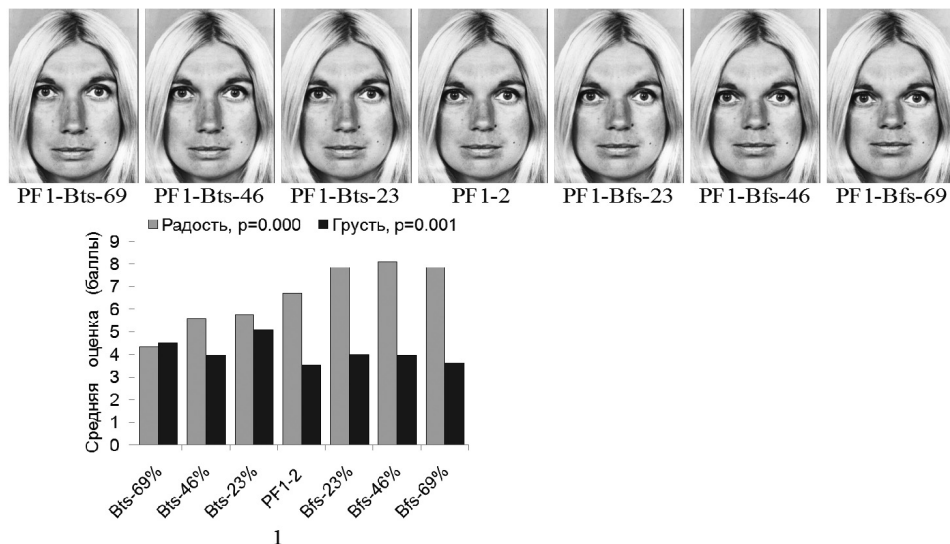 PF1-Bts-69 PF1-Bts-46 PF1-Bts-23 PF1-2 PF1-Bfs-23 PF1-Bfs-46 PF1-Bfs-69
Радость, p=0.000 Грусть, p=0.001
Средняя оценка (баллы)
9
8
7
6
5
4
3
2
1
0
Bts-69% Bts-46% Bts-23% PF1-2 Bfs-23% Bfs-46% Bfs-69%
1